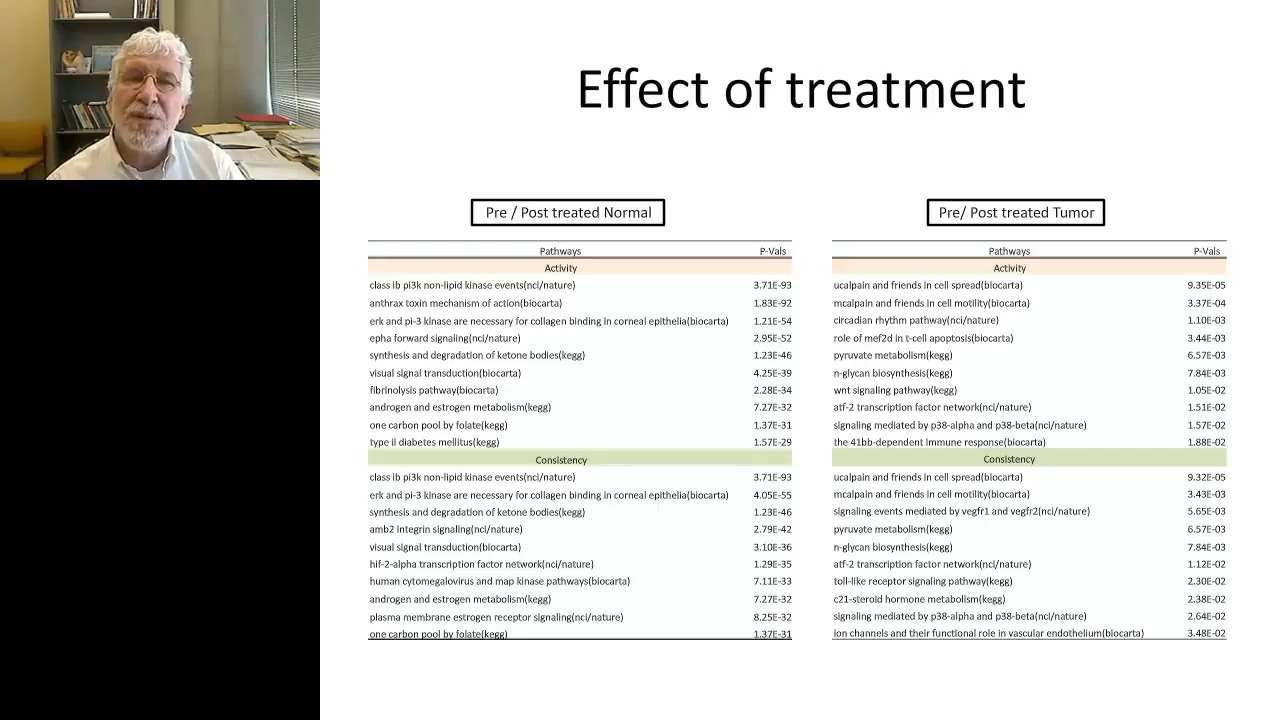 Effect of treatment
Pre / Post treated Normal
Pathways P-Vals
Activity
class ib pi3k non-lipid kinase events(nci/nature) 3.71E-93
anthrax toxin mechanism of action(biocarta) 1.83E-92
erk and pi-3 kinase are necessary for collagen binding in corneal epithelia(biocarta) 1.21E-54
epha forward signaling(nci/nature) 2.95E-52
synthesis and degradation of ketone bodies(kegg) 1.23E-46
visual signal transduction(biocarta) 4.25E-39
fibrinolysis pathway(biocarta) 2.28E-34
androgen and estrogen metabolism(kegg) 7.27E-32
one carbon pool by folate(kegg) 1.37E-31
type ii diabetes mellitus(kegg) 1.57E-29
Consistency
class ib pi3k non-lipid kinase events(nci/nature) 3.71E-93
erk and pi-3 kinase are necessary for collagen binding in corneal epithelia(biocarta) 4.05E-55
synthesis and degradation of ketone bodies(kegg) 1.23E-46
amb2 integrin signaling(nci/nature) 2.79E-42
visual signal transduction(biocarta) 3.10E-36
hif-2-alpha transcription factor network(nci/nature) 1.29E-35
human cytomegalovirus and map kinase pathways(biocarta) 7.11E-33
androgen and estrogen metabolism(kegg) 7.27E-32
plasma membrane estrogen receptor signaling(nci/nature) 8.25E-32
one carbon pool by folate(kegg) 1.37E-31
Pre/ Post treated Tumor
Pathways P-Vals
Activity
ucalpain and friends in cell spread(biocarta) 9.35E-05
mcalpain and friends in cell motility(biocarta) 3.37E-04
circadian rhythm pathway(nci/nature) 1.10E-03
role of mef2d in t-cell apoptosis(biocarta) 3.44E-03
pyruvate metabolism(kegg) 6.57E-03
n-glycan biosynthesis(kegg) 7.84E-03
wnt signaling pathway(kegg) 1.05E-02
atf-2 transcription factor network(nci/nature) 1.51E-02
signaling mediated by p38-alpha and p38-beta(nci/nature) 1.57E-02
the 41bb-dependent immune response(biocarta) 1.88E-02
Consistency
ucalpain and friends in cell spread(biocarta) 9.32E-05
mcalpain and friends in cell motility(biocarta) 3.43E-03
signaling events mediated by vegfr1 and vegfr2(nci/nature) 5.65E-03
pyruvate metabolism(kegg) 6.57E-03
n-glycan biosynthesis(kegg) 7.84E-03
atf-2 transcription factor network(nci/nature) 1.12E-02
toll-like receptor signaling pathway(kegg) 2.30E-02
c21-steroid hormone metabolism(kegg) 2.38E-02
signaling mediated by p38-alpha and p38-beta(nci/nature) 2.64E-02
ion channels and their functional role in vascular endothelium(biocarta) 3.48E-02